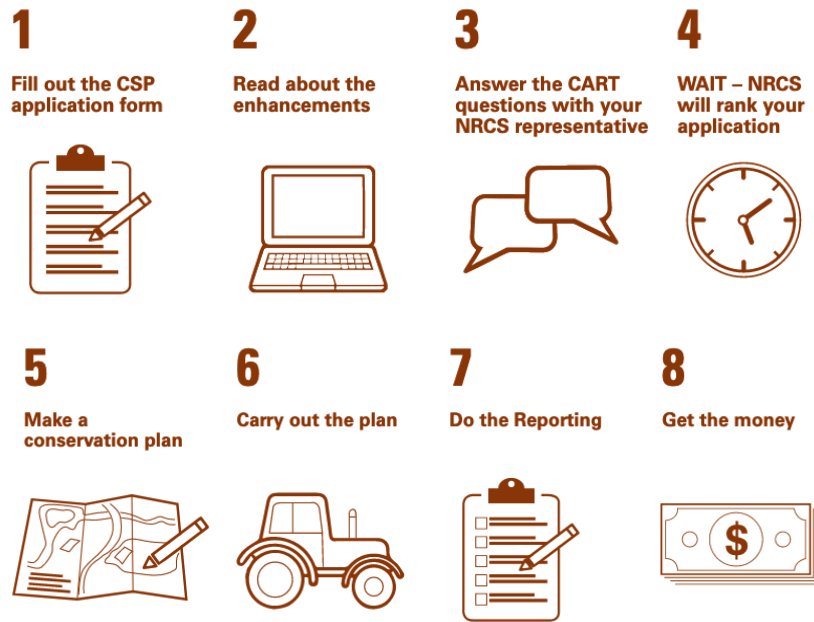 1
Fill out the CSP
application form
2
Read about the
enhancements
3
Answer the CART
questions with your
NRCS representative
4
WAIT – NRCS
will rank your
application
5
Make a
conservation plan
6
Carry out the plan
7
Do the Reporting
8
Get the money
$